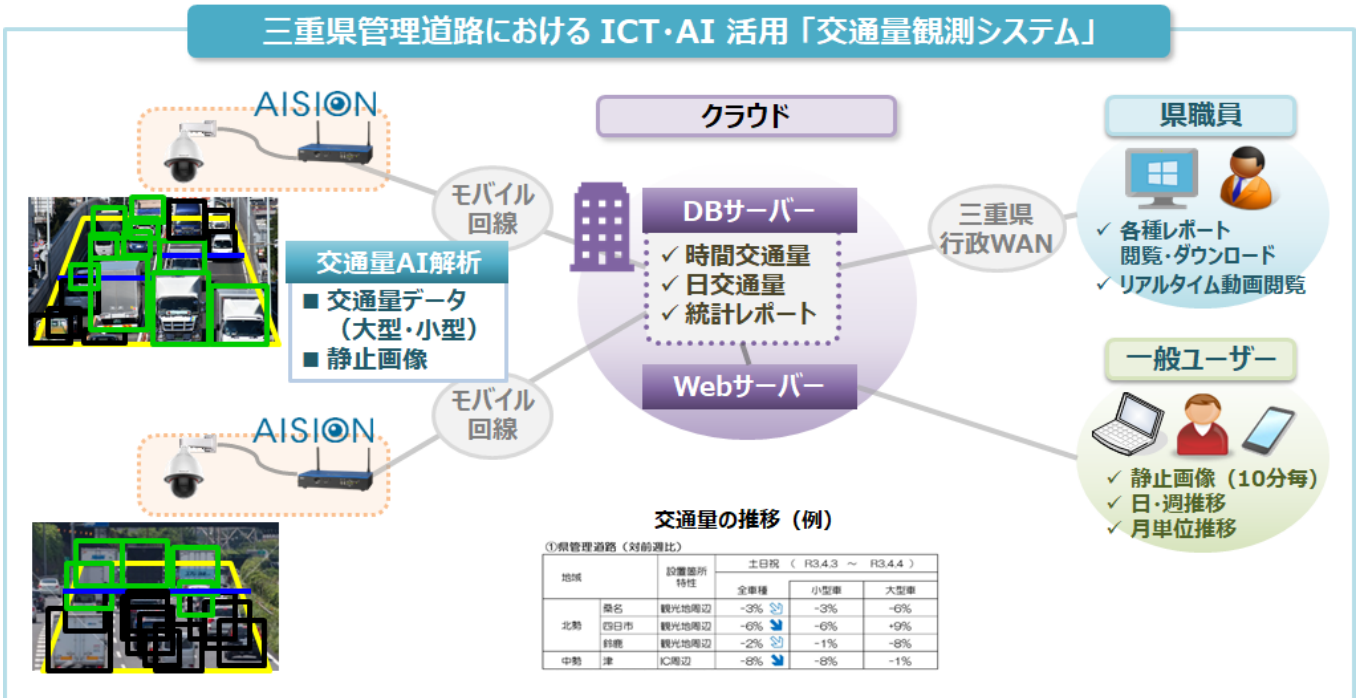 三重県管理道路における ICT・AI 活用「交通量観測システム」
AISION
モバイル
回線
交通量AI解析
■ 交通量データ
（大型・小型）
■ 静止画像
AISION
モバイル
回線
クラウド
DBサーバー
✓ 時間交通量
✓ 日交通量
✓ 統計レポート
Webサーバー
三重県
行政WAN
県職員
✓ 各種レポート
閲覧・ダウンロード
✓ リアルタイム動画閲覧
一般ユーザー
✓ 静止画像（10分毎）
✓ 日・週推移
✓ 月単位推移
交通量の推移（例）
①県管理道路（対前週比）
地域 設置箇所 土日祝 （ R3.4.3 ～ R3.4.4 ）
特性 全車種 小型車 大型車
北勢 桑名 観光地周辺 -3% -3% -6%
四日市 観光地周辺 -6% -6% +9%
鈴鹿 観光地周辺 -2% -1% -8%
中勢 津 IC周辺 -8% -8% -1%